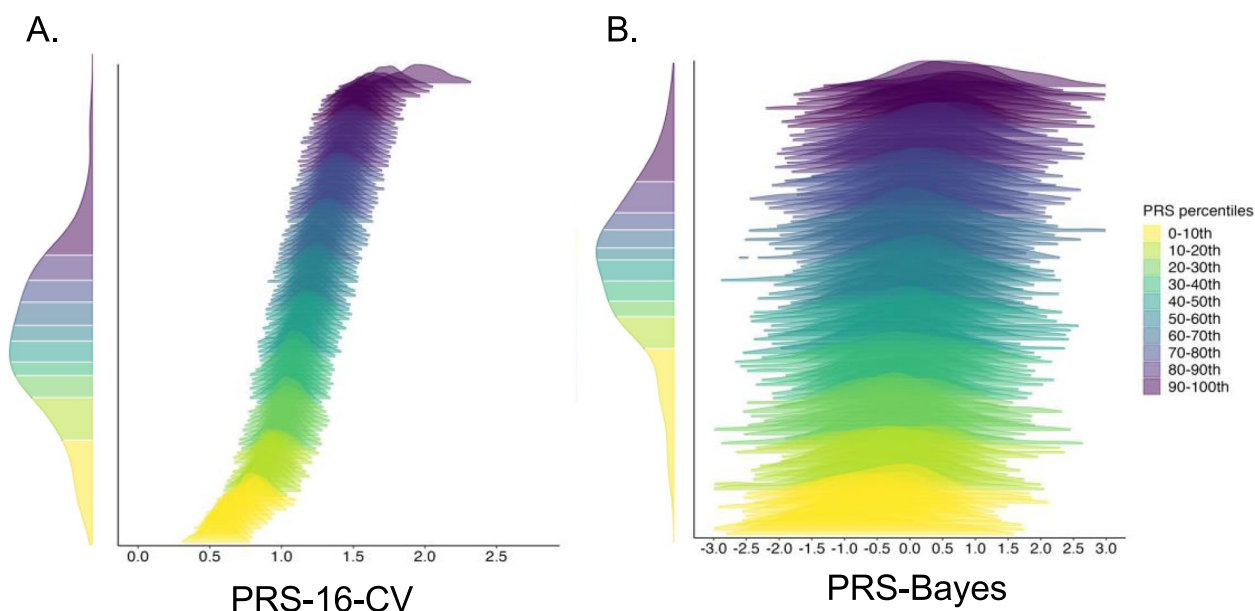 A.
B.
PRS percentiles
0-10th
10-20th
20-30th
30-40th
40-50th
50-60th
60-70th
70-80th
80-90th
90-100th
0.0 0.5 1.0 1.5 2.0 2.5
-3.0 -2.5 -2.0 -1.5 -1.0 -0.5 0.0 0.5 1.0 1.5 2.0 2.5 3.0
PRS-16-CV
PRS-Bayes